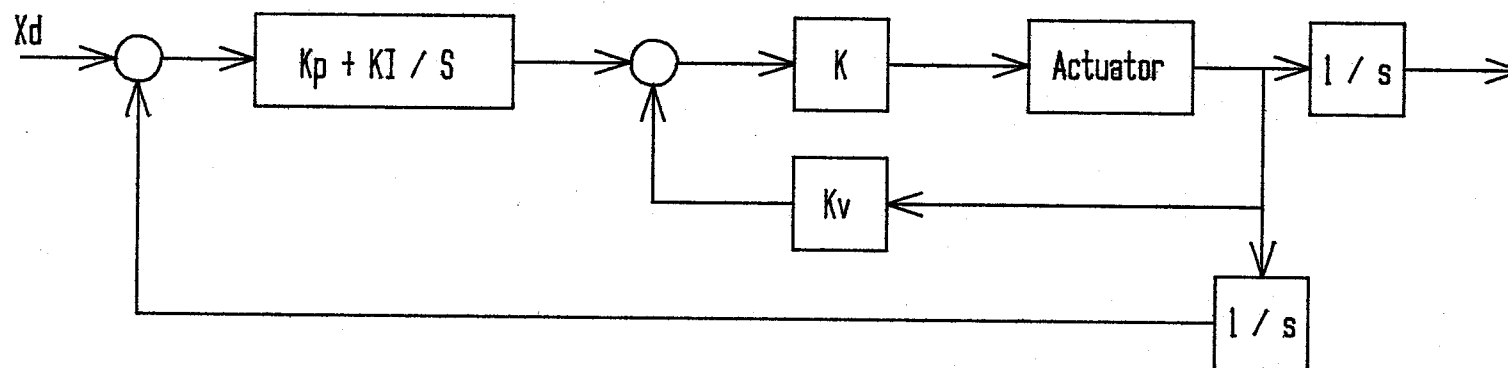 Xd
Kp + KI / S
K
Actuator
1 / s
Kv
1 / s